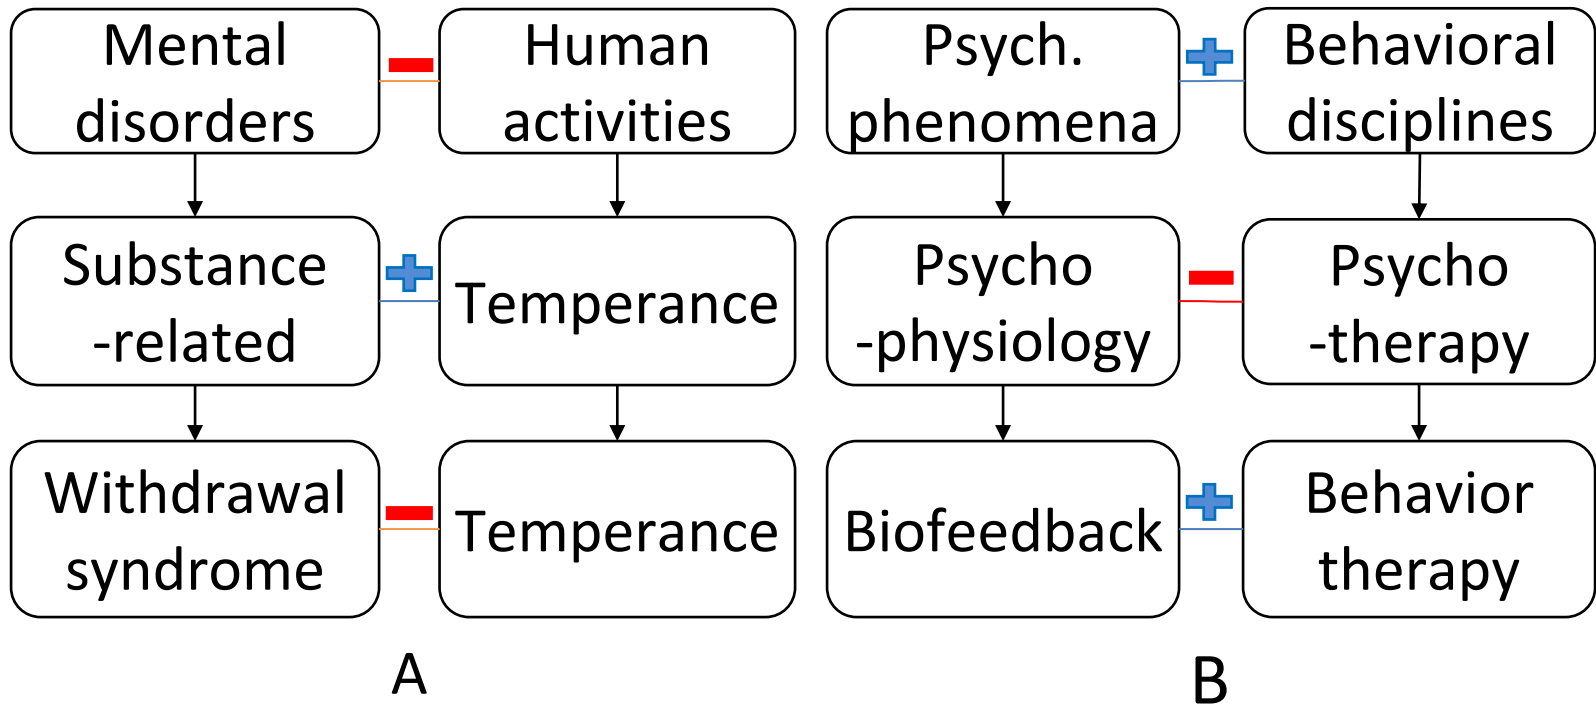 Mental
disorders
Human
activities
Psych.
phenomena
Behavioral
disciplines
Substance
-related
Temperance
Psycho
-physiology
Psycho
-therapy
Withdrawal
syndrome
Temperance
Biofeedback
Behavior
therapy
A
B